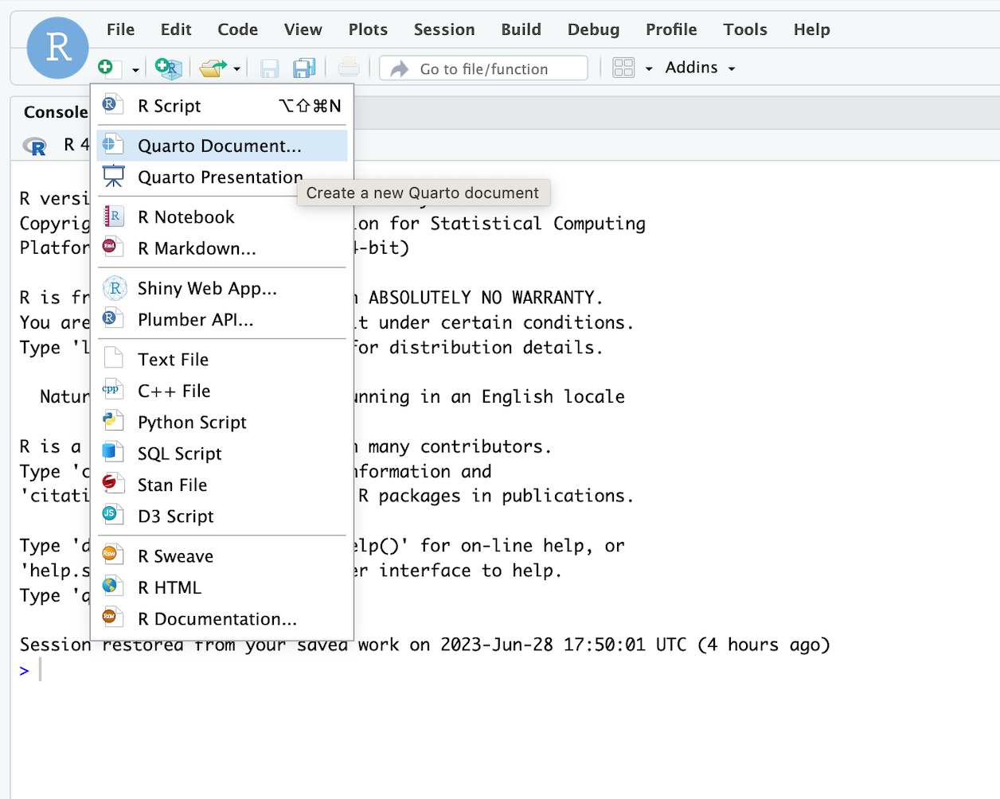 R
File Edit Code View Plots Session Build Debug Profile Tools Help
R Go to file/function Addins
Console
R Script ⌥⇧⌘N
R 4
Quarto Document...
Quarto Presentation
Create a new Quarto document
R Notebook
R Markdown...
Shiny Web App...
Plumber API...
Text File
C++ File
Python Script
SQL Script
Stan File
D3 Script
R Sweave
R HTML
R Documentation...
R versi
Copyrig on for Statistical Computing
Platfor -bit)
R is fr ABSOLUTELY NO WARRANTY.
You are t under certain conditions.
Type 'l for distribution details.
Natur unning in an English locale
R is a many contributors.
Type 'c nformation and
'citati R packages in publications.
Type 'd elp()' for on-line help, or
'help.s er interface to help.
Type 'q
Session restored from your saved work on 2023-Jun-28 17:50:01 UTC (4 hours ago)
>